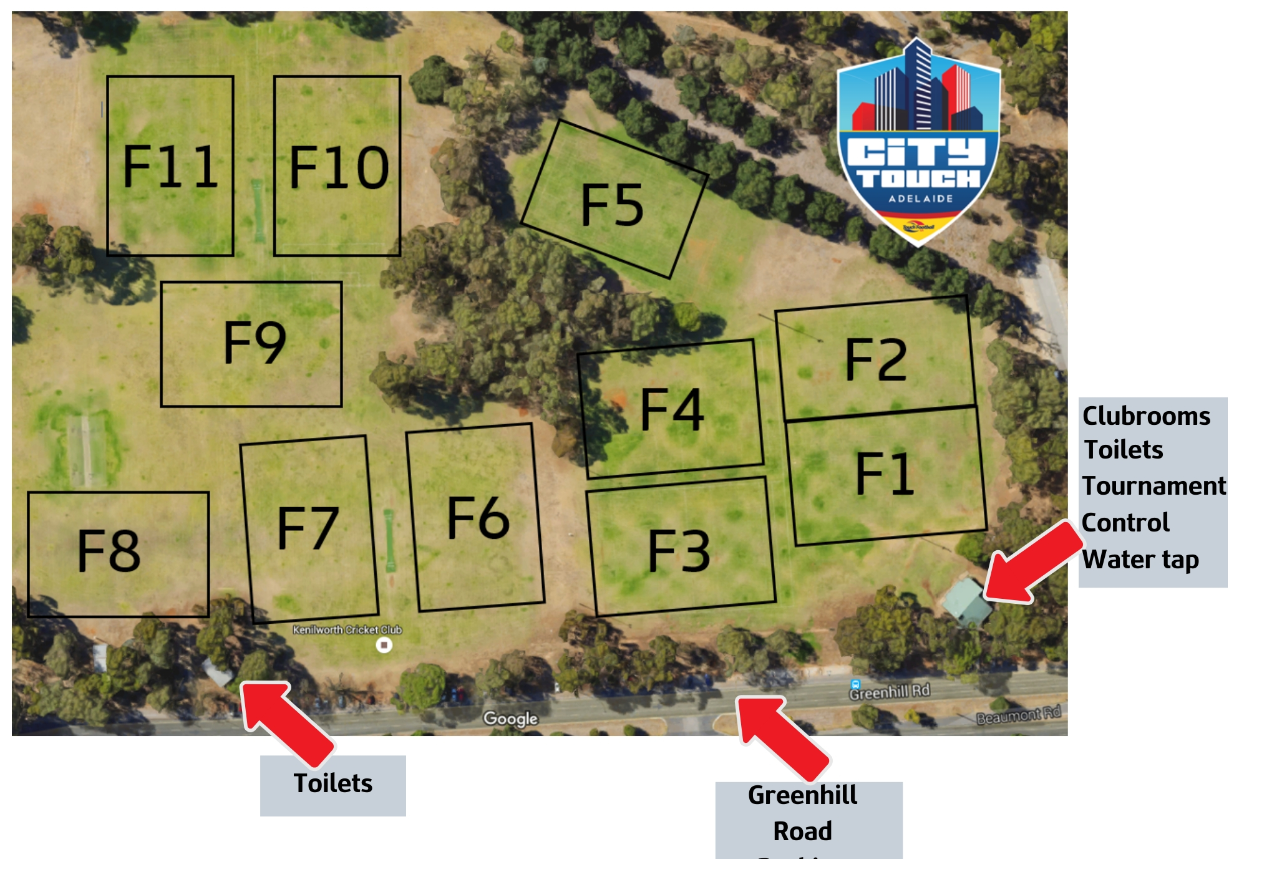 F11
F10
F5
CITY
TOUCH
ADELAIDE
F9
F2
F4
F1
Clubrooms
Toilets
Tournament
Control
Water tap
F8
F7
F6
F3
Kenilworth Cricket Club
Greenhill Rd
Google
Beaumont Rd
Toilets
Greenhill
Road